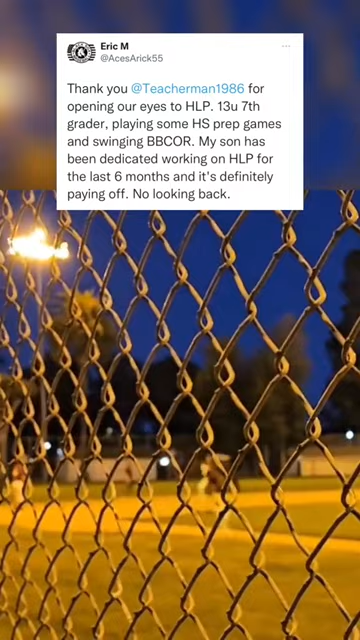 Eric M
@AcesArick55
Thank you @Teacherman1986 for
opening our eyes to HLP. 13u 7th
grader, playing some HS prep games
and swinging BBCOR. My son has
been dedicated working on HLP for
the last 6 months and it's definitely
paying off. No looking back.